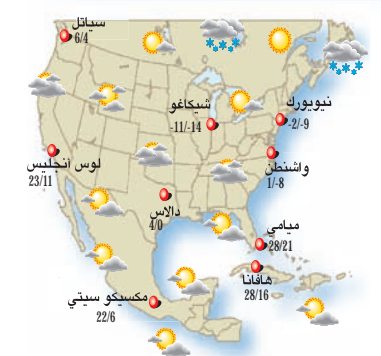 سياتل
6/4
شيكاغو
-11/-14
نيويورك
-2/-9
لوس انجليس
23/11
واشنطن
1/-8
دالاس
4/0
ميامي
28/21
هافانا
28/16
مكسيكو سيتي
22/6